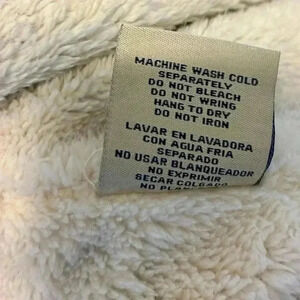 MACHINE WASH COLD
SEPARATELY
DO NOT BLEACH
DO NOT WRING
HANG TO DRY
DO NOT IRON
LAVAR EN LAVADORA
CON AGUA FRIA
SEPARADO
NO USAR BLANQUEADOR
NO EXPRIMIR
SECAR COLGADO
NO